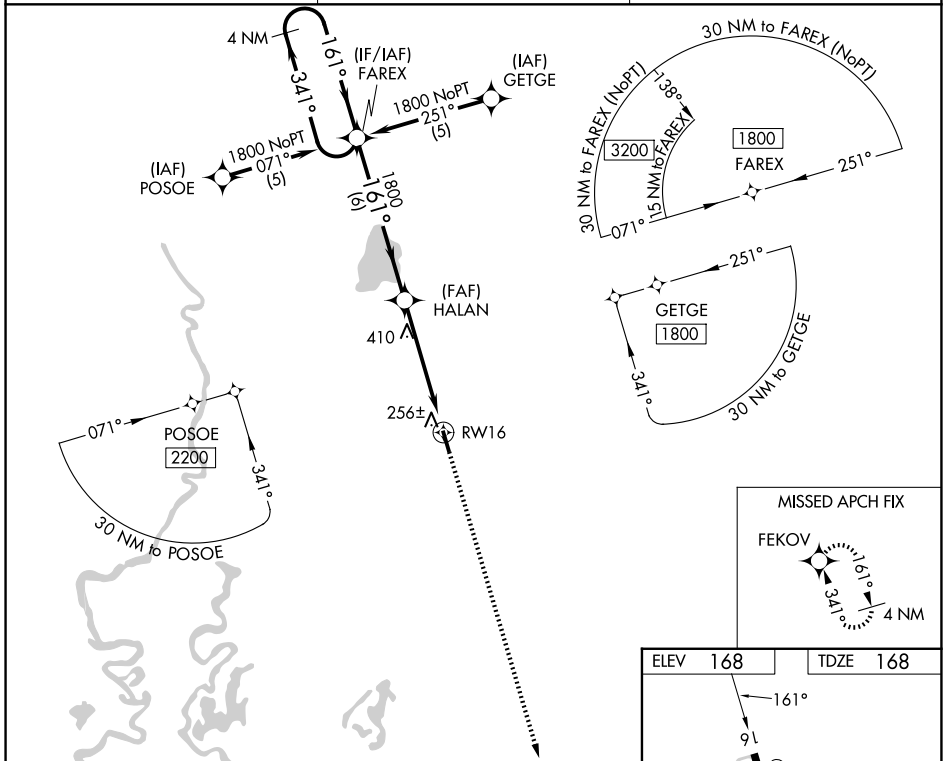 4 NM
161°
341°
(IF/IAF)
FAREX
(IAF)
GETGE
1800 NoPT
251°
(5)
(IAF)
POSOE
1800 NoPT
071°
(5)
1800
161°
(6)
(FAF)
HALAN
410
256±
RW16
30 NM to FAREX (NoPT)
30 NM to FAREX (NoPT)
138°
15 NM to FAREX
3200
1800
FAREX
251°
071°
251°
GETGE
1800
341°
30 NM to GETGE
071°
POSOE
2200
341°
30 NM to POSOE
MISSED APCH FIX
FEKOV
161°
341°
4 NM
ELEV 168
TDZE 168
161°
16